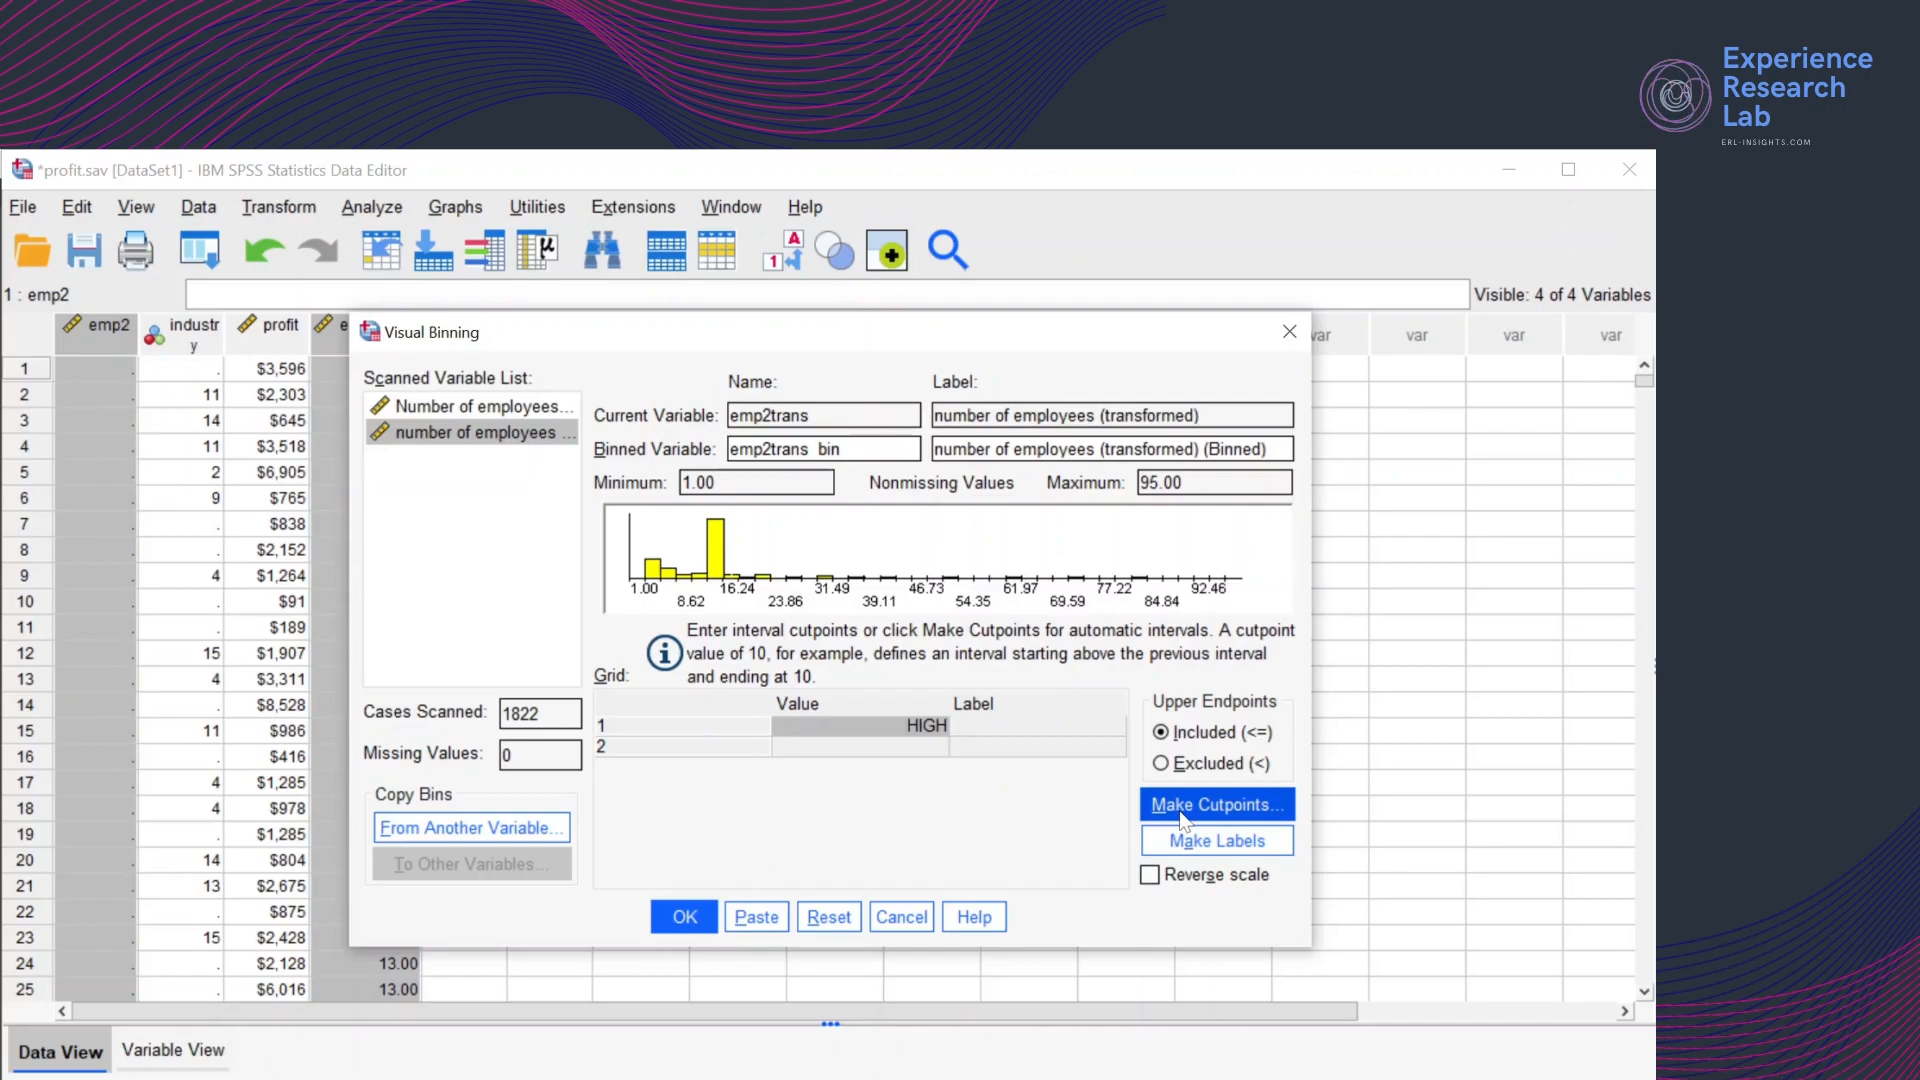 Experience
Research
Lab
ERL-INSIGHTS.COM
*profit.sav [DataSet1] - IBM SPSS Statistics Data Editor
File Edit View Data Transform Analyze Graphs Utilities Extensions Window Help
1 : emp2
Visible: 4 of 4 Variables
emp2 industr y profit e var var var var
1 . . $3,596
2 . 11 $2,303
3 . 14 $645
4 . 11 $3,518
5 . 2 $6,905
6 . 9 $765
7 . . $838
8 . . $2,152
9 . 4 $1,264
10 . . $91
11 . . $189
12 . 15 $1,907
13 . 4 $3,311
14 . . $8,528
15 . 11 $986
16 . . $416
17 . 4 $1,285
18 . 4 $978
19 . . $1,285
20 . 14 $804
21 . 13 $2,675
22 . . $875
23 . 15 $2,428
24 . . $2,128 13.00
25 . . $6,016 13.00
Data View Variable View
Visual Binning
Scanned Variable List:
Number of employees...
number of employees ...
Name: Label:
Current Variable: emp2trans number of employees (transformed)
Binned Variable: emp2trans bin number of employees (transformed) (Binned)
Minimum: 1.00 Nonmissing Values Maximum: 95.00
1.00 16.24 31.49 46.73 61.97 77.22 92.46
8.62 23.86 39.11 54.35 69.59 84.84
Enter interval cutpoints or click Make Cutpoints for automatic intervals. A cutpoint
value of 10, for example, defines an interval starting above the previous interval
and ending at 10.
Grid:
Value Label
1 HIGH
2
Cases Scanned: 1822
Missing Values: 0
Copy Bins
From Another Variable...
To Other Variables...
Upper Endpoints
Included (<=)
Excluded (<)
Make Cutpoints...
Make Labels
Reverse scale
OK Paste Reset Cancel Help